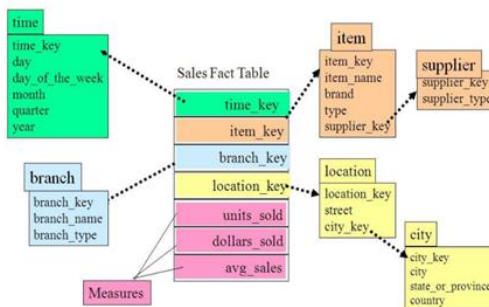 time
time_key
day
day_of_the_week
month
quarter
year
Sales Fact Table
time_key
item_key
branch_key
location_key
units_sold
dollars_sold
avg_sales
Measures
branch
branch_key
branch_name
branch_type
item
item_key
item_name
brand
type
supplier_key
supplier
supplier_key
supplier_type
location
location_key
street
city_key
city
city_key
city
state_or_province
country